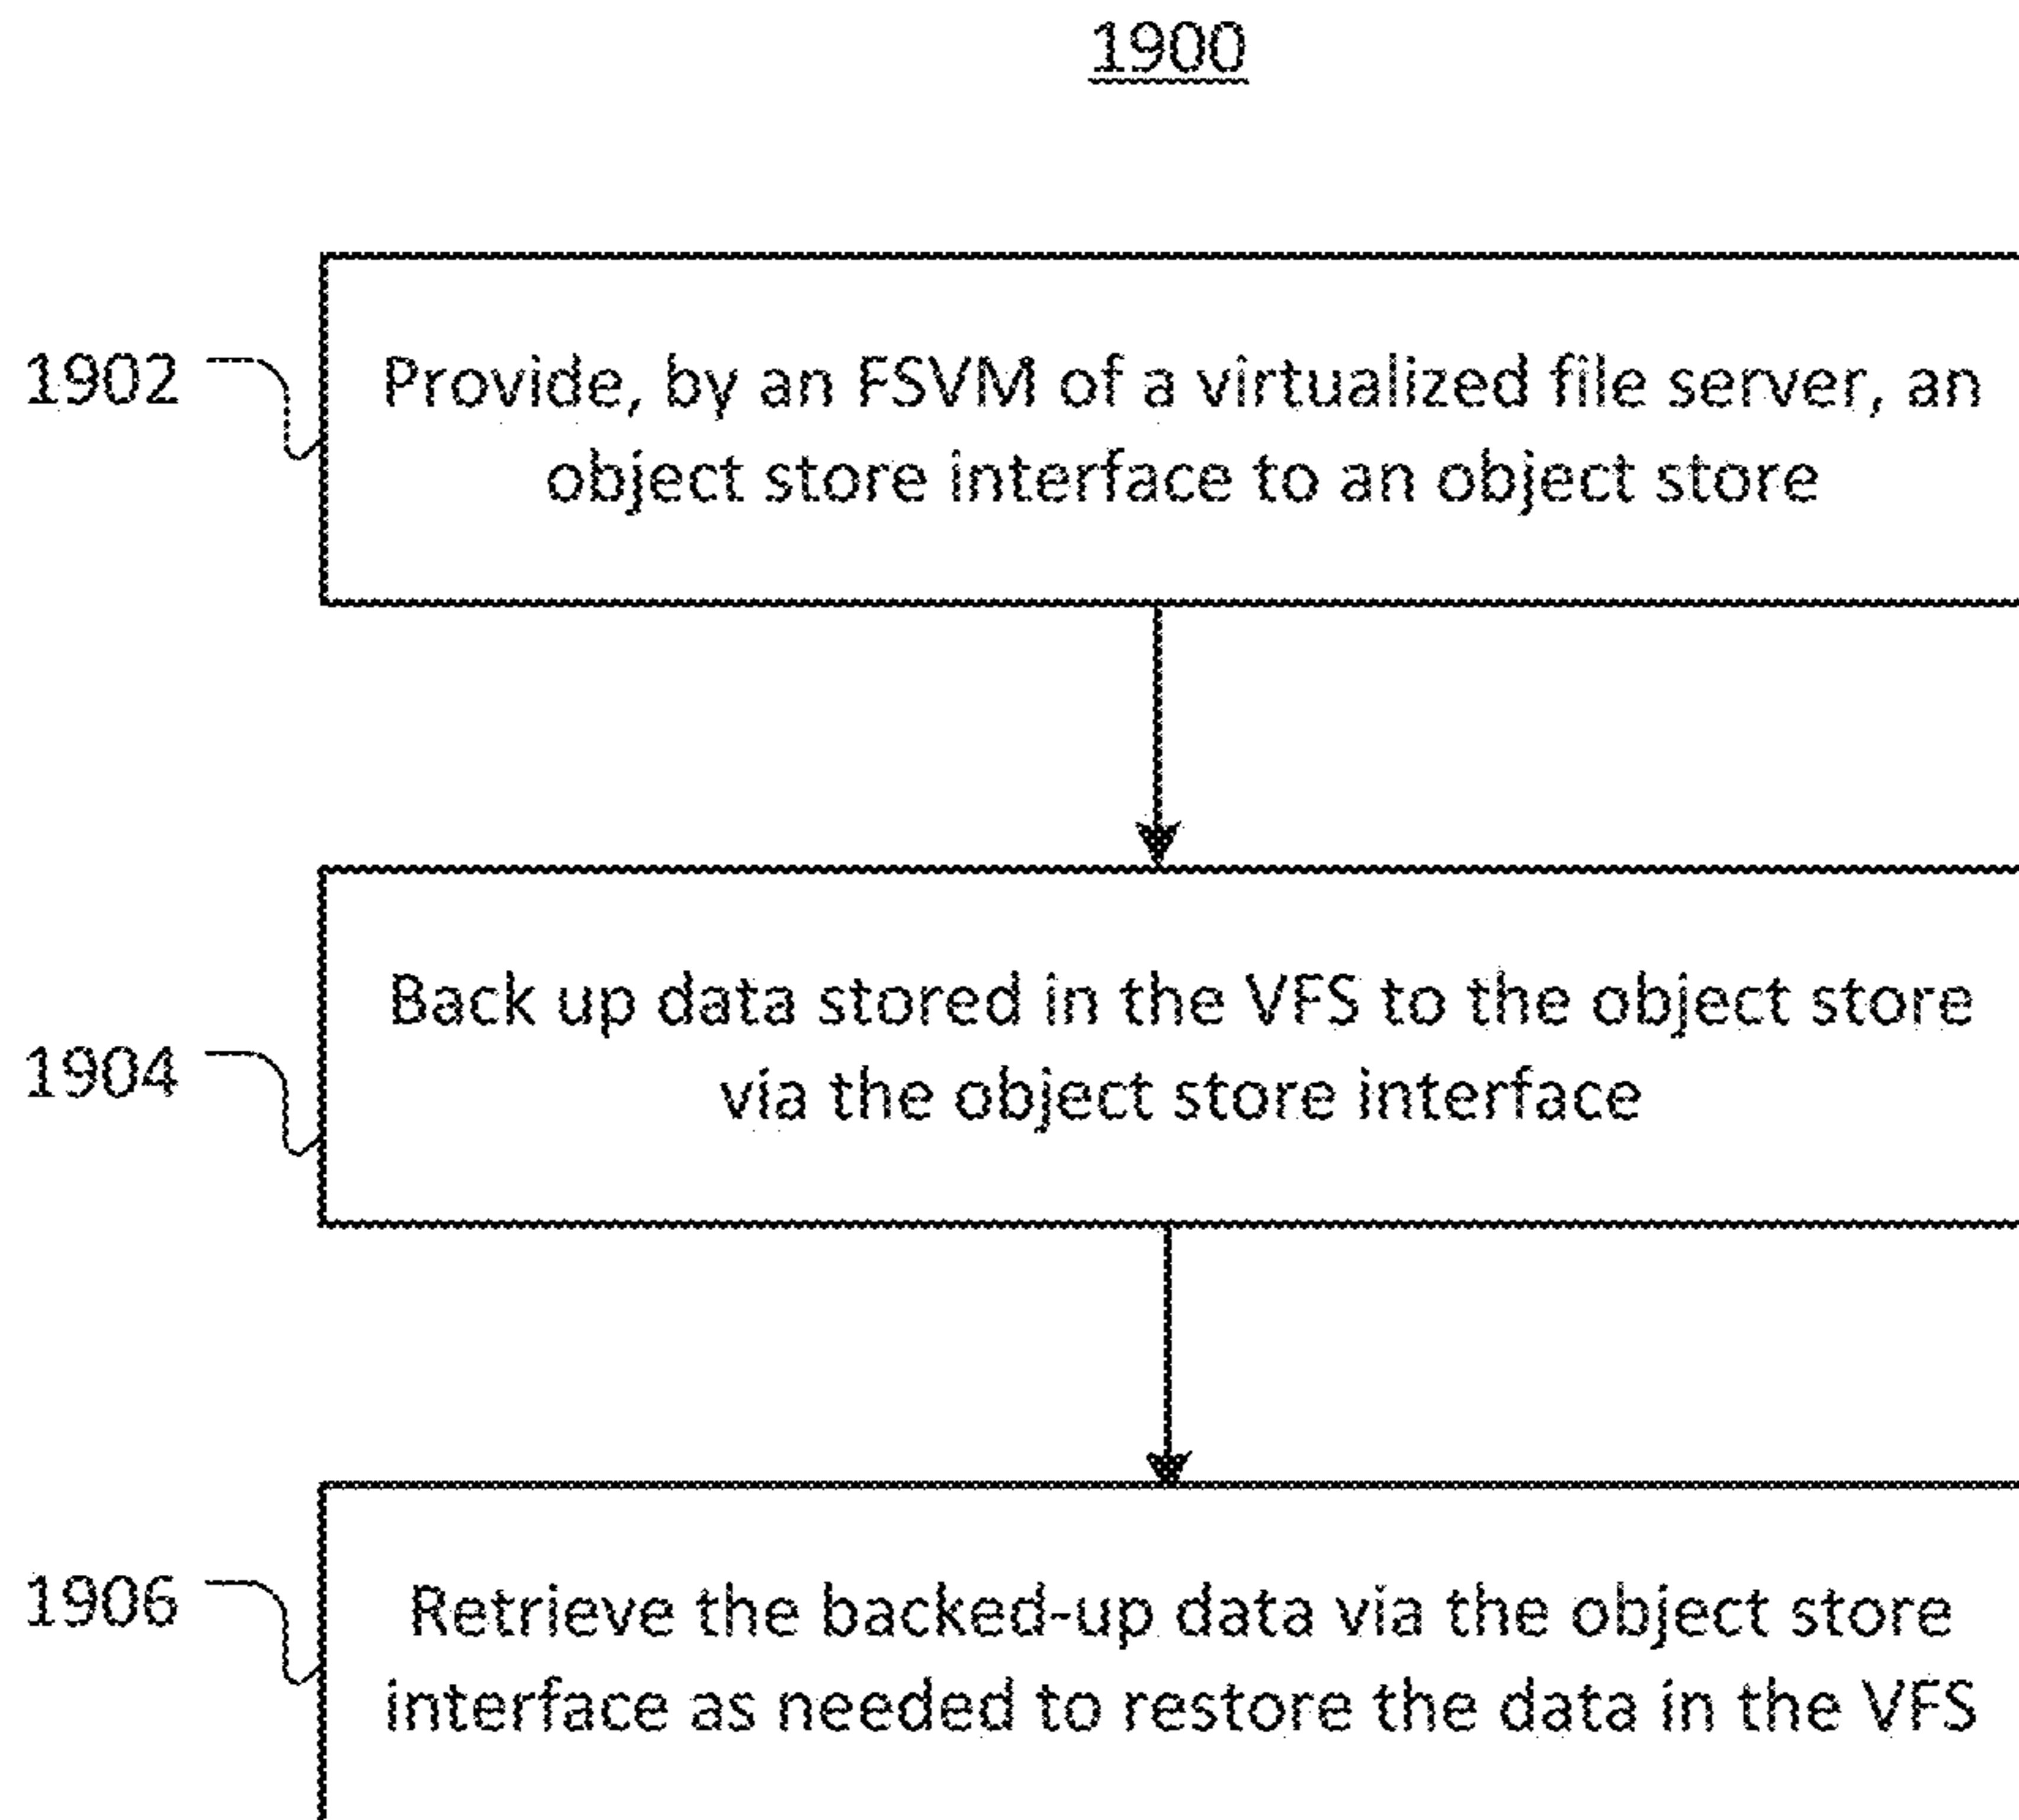 1900
1902
Provide, by an FSVM of a virtualized file server, an
object store interface to an object store
1904
Back up data stored in the VFS to the object store
via the object store interface
1906
Retrieve the backed-up data via the object store
interface as needed to restore the data in the VFS